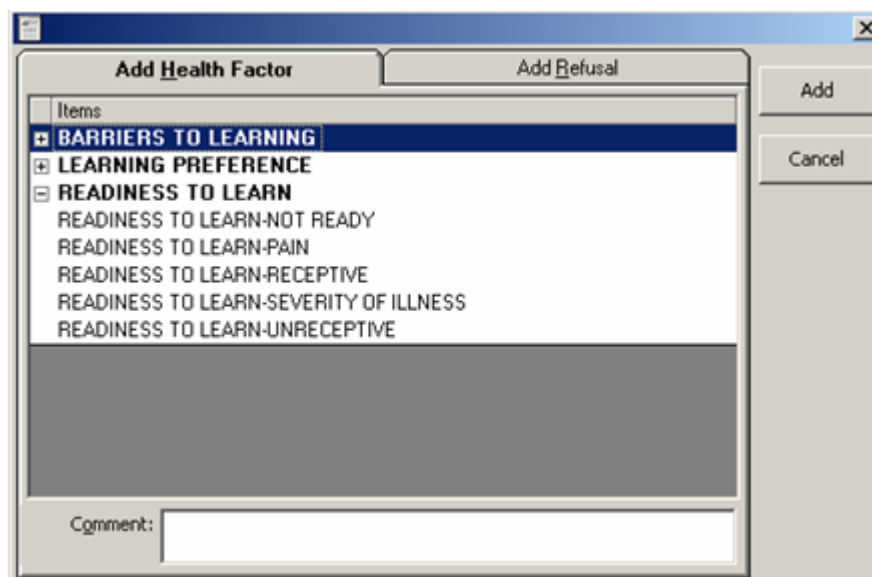 Add Health Factor
Add Refusal
Add
Items
BARRIERS TO LEARNING
Cancel
LEARNING PREFERENCE
READINESS TO LEARN
READINESS TO LEARN-NOT READY
READINESS TO LEARN-PAIN
READINESS TO LEARN-RECEPTIVE
READINESS TO LEARN-SEVERITY OF ILLNESS
READINESS TO LEARN-UNRECEPTIVE
Comment: